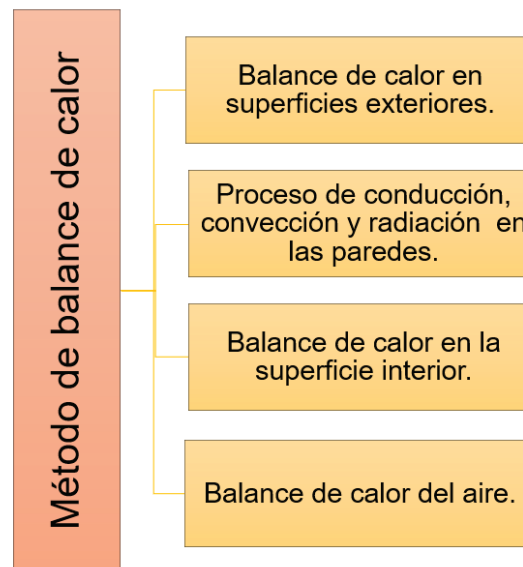 Método de balance de calor
Balance de calor en
superficies exteriores.
Proceso de conducción,
convección y radiación en
las paredes.
Balance de calor en la
superficie interior.
Balance de calor del aire.